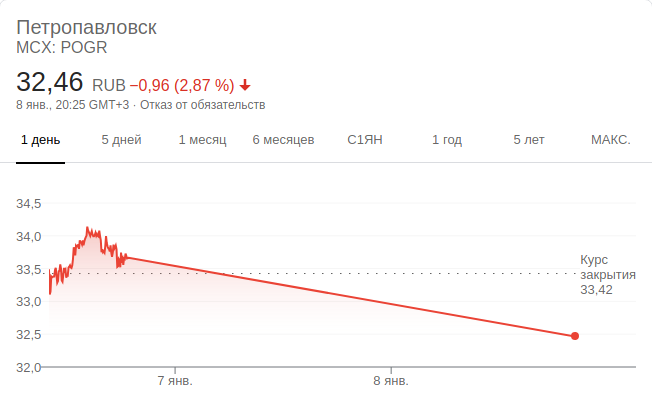 Петропавловск
MCX: POGR
32,46 RUB −0,96 (2,87 %)
8 янв., 20:25 GMT+3 · Отказ от обязательств
1 день 5 дней 1 месяц 6 месяцев С1ЯН 1 год 5 лет МАКС.
34,5
34,0
33,5
33,0
32,5
32,0
Курс
закрытия
33,42
7 янв. 8 янв.